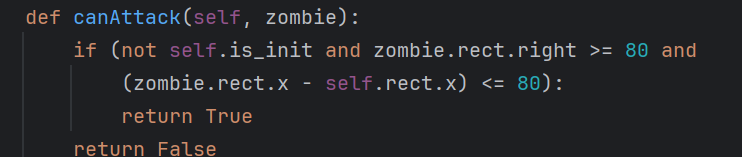 def canAttack(self, zombie):
    if (not self.is_init and zombie.rect.right >= 80 and
        (zombie.rect.x - self.rect.x) <= 80):
        return True
    return False